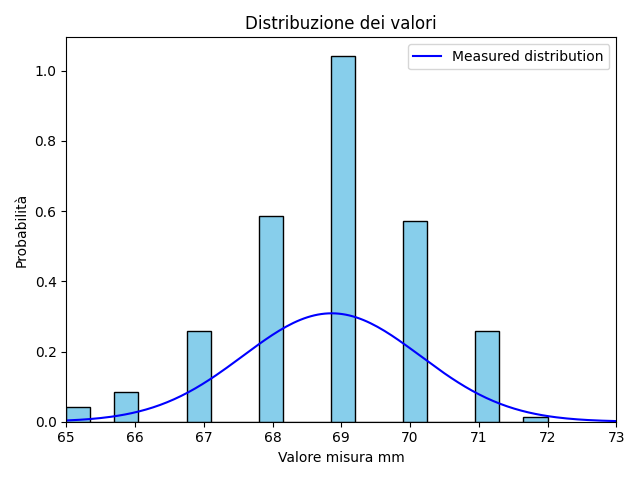 Distribuzione dei valori
Measured distribution
Probabilità
1.0
0.8
0.6
0.4
0.2
0.0
65 66 67 68 69 70 71 72 73
Valore misura mm